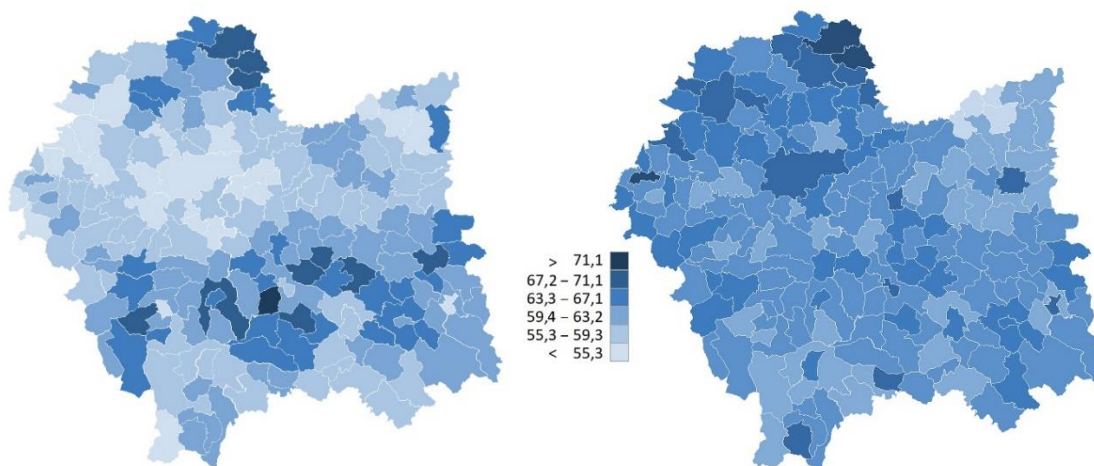 > 71,1
67,2 – 71,1
63,3 – 67,1
59,4 – 63,2
55,3 – 59,3
< 55,3